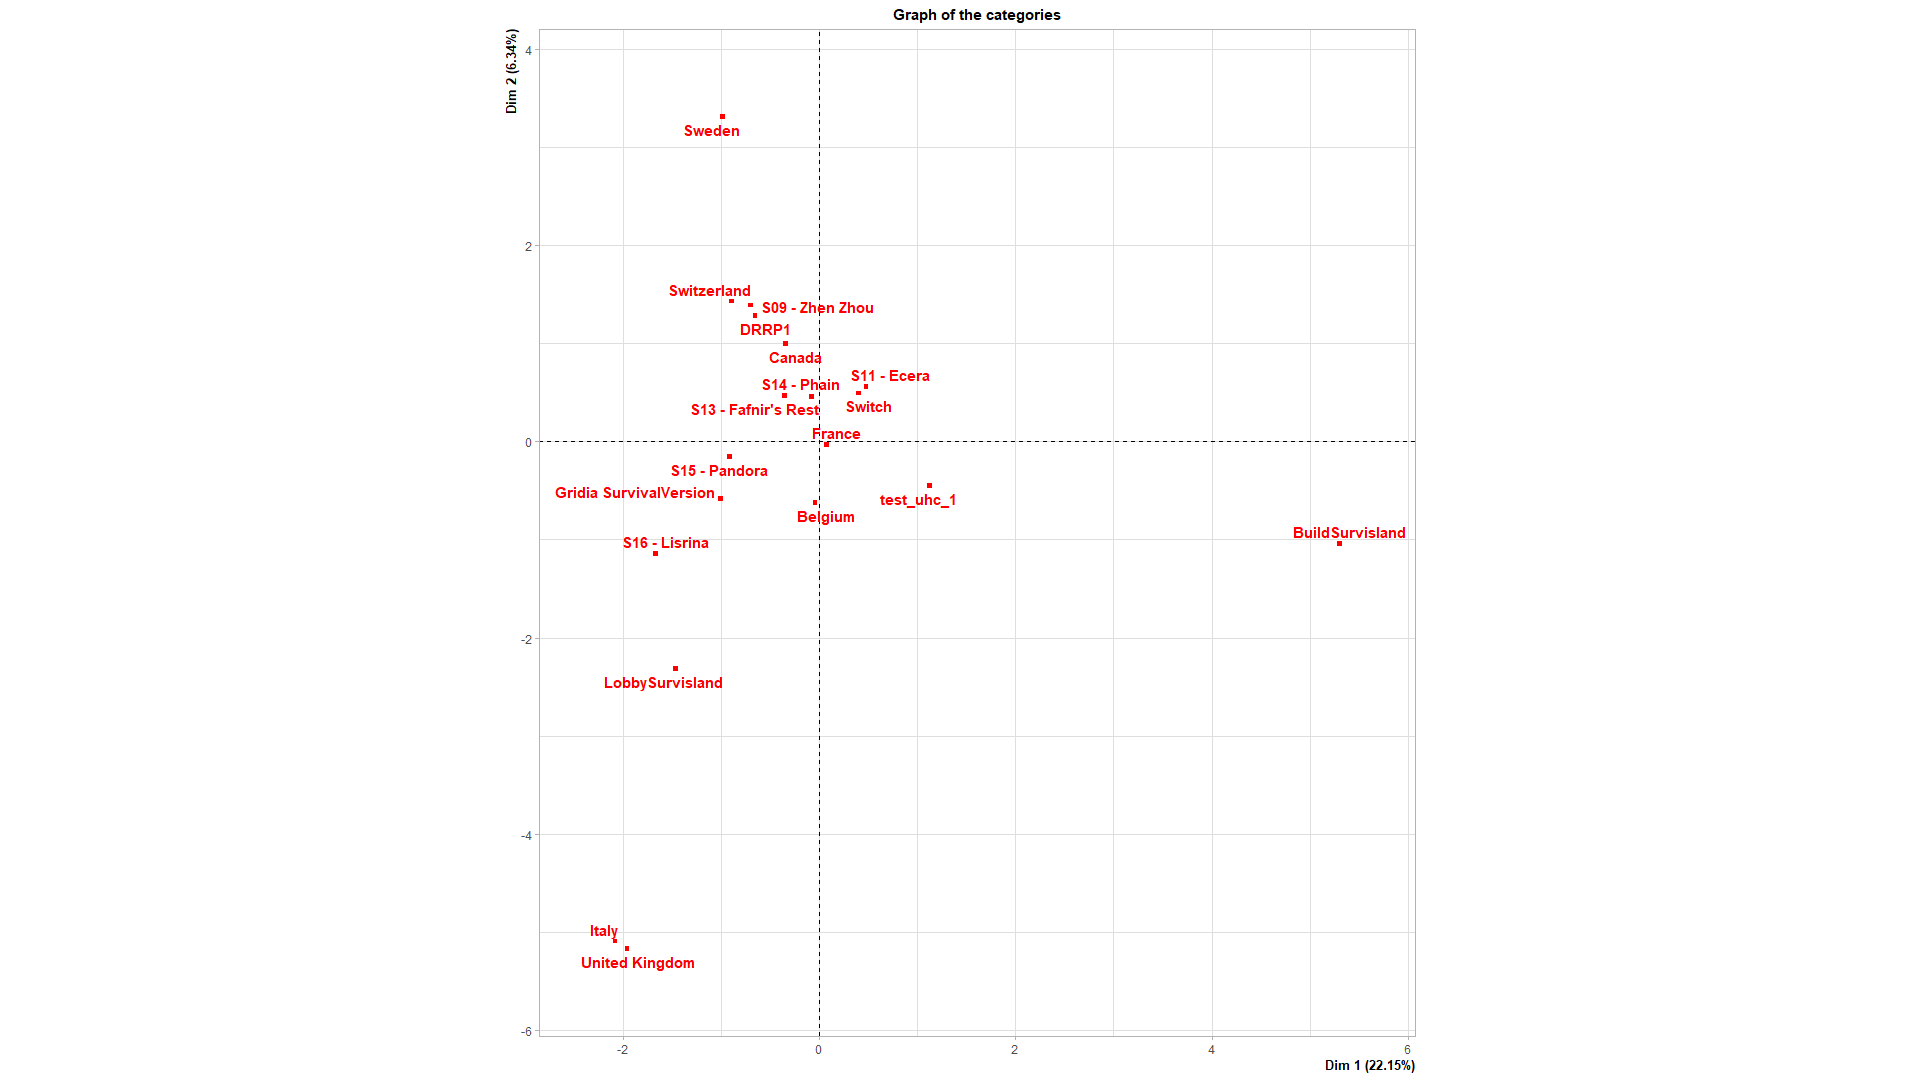 Graph of the categories
Dim 2 (6.34%)
4
Sweden
2
Switzerland
S09 - Zhen Zhou
DRRP1
Canada
S11 - Ecera
S14 - Phain
Switch
S13 - Fafnir's Rest
France
0
S15 - Pandora
Gridia SurvivalVersion
test_uhc_1
Belgium
BuildSurvisland
S16 - Lisrina
-2
LobbySurvisland
-4
Italy
United Kingdom
-6
-2 0 2 4 6
Dim 1 (22.15%)